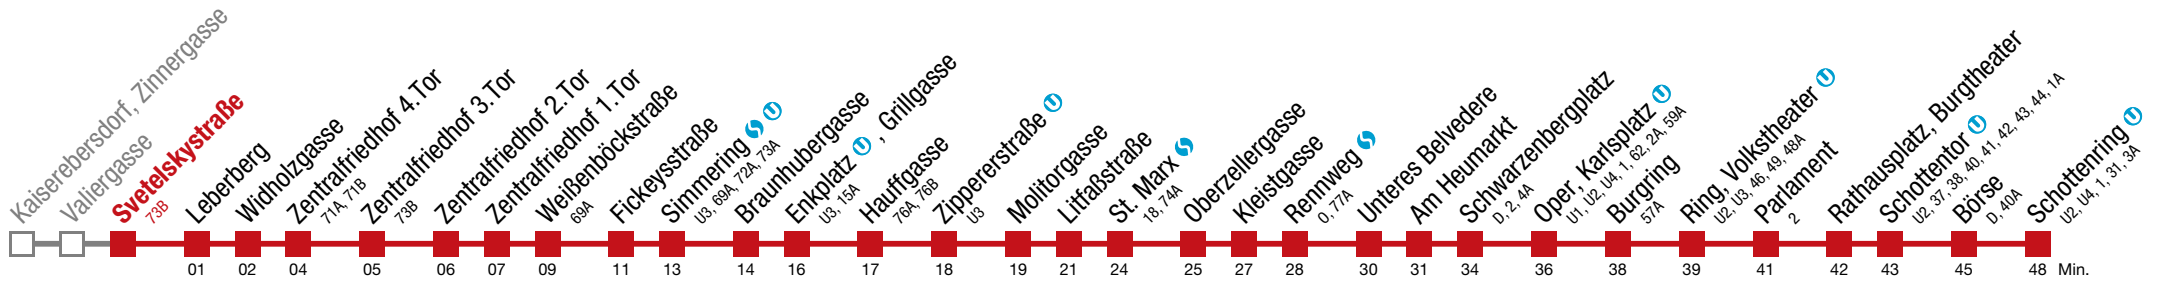 Kaiserebersdorf, Zinnergasse
Valiergasse
Svetelskystraße
73B
Leberberg
Widholzgasse
Zentralfriedhof 4.Tor
71A, 71B
Zentralfriedhof 3.Tor
73B
Zentralfriedhof 2.Tor
Zentralfriedhof 1.Tor
Weißenböckstraße
69A
Fickeysstraße
Simmering S U
U3, 69A, 72A, 73A
Braunhubergasse
Enkplatz U , Grillgasse
U3, 15A
Hauffgasse
76A, 76B
Zippererstraße U
U3
Molitorgasse
Litfaßstraße
St. Marx S
18, 74A
Oberzellergasse
Kleistgasse
Rennweg S
O, 77A
Unteres Belvedere
Am Heumarkt
Schwarzenbergplatz
D, 2, 4A
Oper, Karlsplatz U
U1, U2, U4, 1, 62, 2A, 59A
Burgring
57A
Ring, Volkstheater U
U2, U3, 46, 49, 48A
Parlament
2
Rathausplatz, Burgtheater
Schottentor U
U2, 37, 38, 40, 41, 42, 43, 44, 1A
Börse
D, 40A
Schottenring U
U2, U4, 1, 31, 3A
01 02 04 05 06 07 09 11 13 14 16 17 18 19 21 24 25 27 28 30 31 34 36 38 39 41 42 43 45 48 Min.